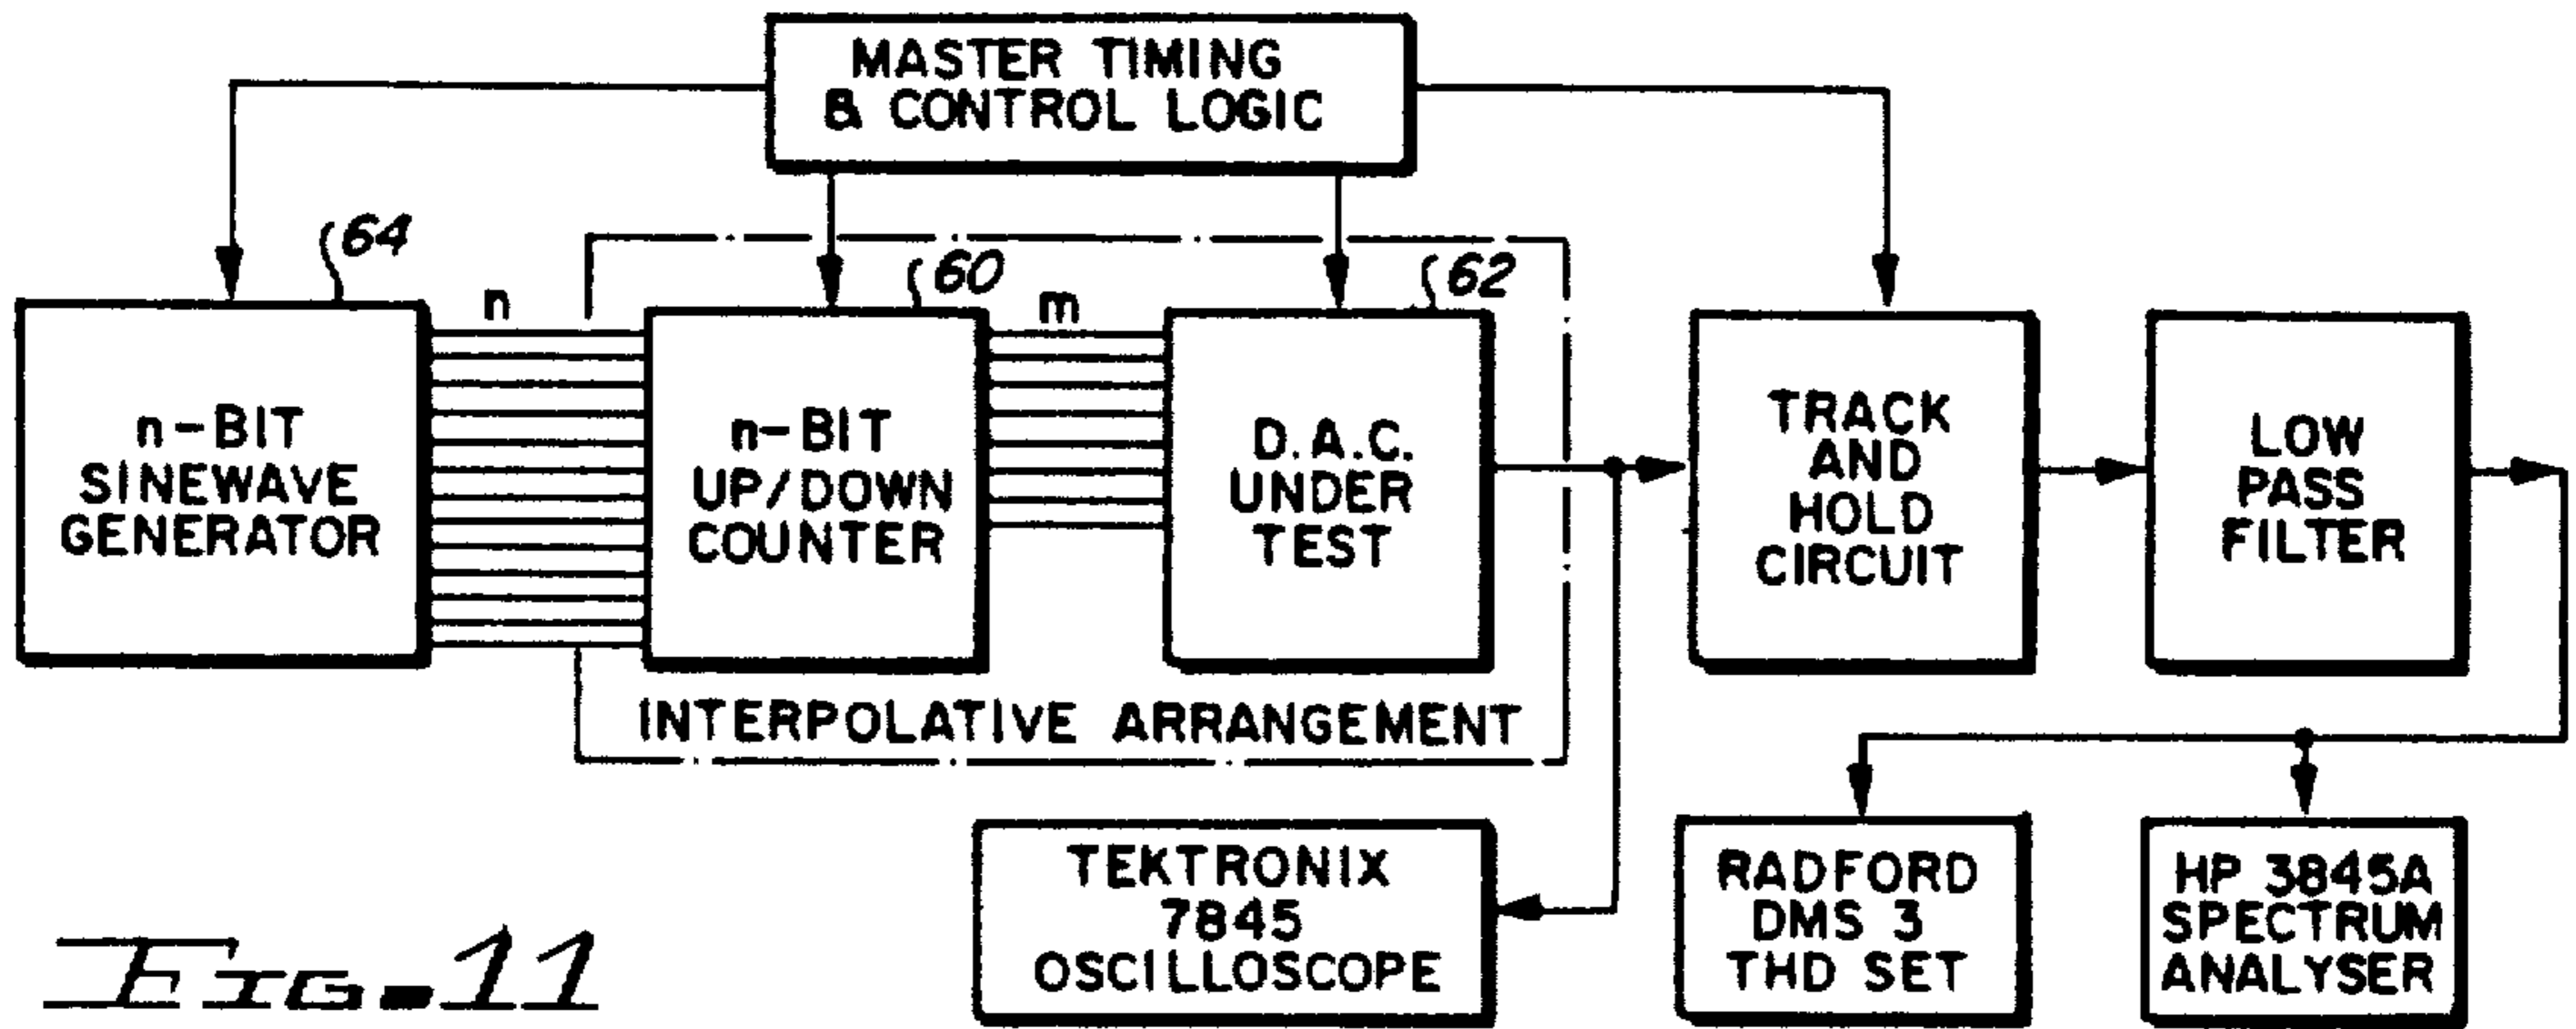 MASTER TIMING
& CONTROL LOGIC
64
n
60
m
62
n-BIT
SINEWAVE
GENERATOR
n-BIT
UP/DOWN
COUNTER
D.A.C.
UNDER
TEST
TRACK
AND
HOLD
CIRCUIT
LOW
PASS
FILTER
INTERPOLATIVE ARRANGEMENT
TEKTRONIX
7845
OSCILLOSCOPE
RADFORD
DMS 3
THD SET
HP 3845A
SPECTRUM
ANALYSER
FIG-11